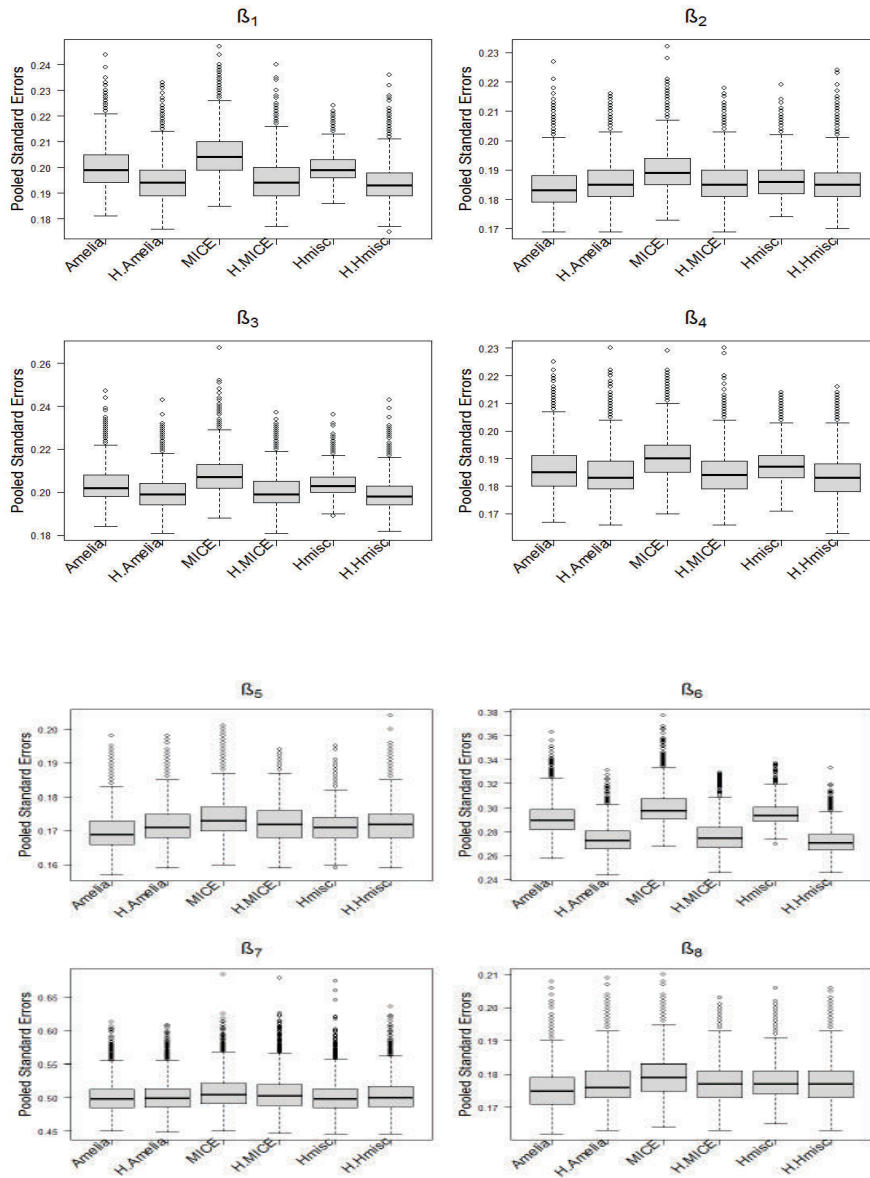 ß1
Pooled Standard Errors
0.24
0.23
0.22
0.21
0.20
0.19
0.18
Amelia
H.Amelia
MICE
H.MICE
Hmisc
H.Hmisc
ß2
Pooled Standard Errors
0.23
0.22
0.21
0.20
0.19
0.18
0.17
Amelia
H.Amelia
MICE
H.MICE
Hmisc
H.Hmisc
ß3
Pooled Standard Errors
0.26
0.24
0.22
0.20
0.18
Amelia
H.Amelia
MICE
H.MICE
Hmisc
H.Hmisc
ß4
Pooled Standard Errors
0.23
0.22
0.21
0.20
0.19
0.18
0.17
Amelia
H.Amelia
MICE
H.MICE
Hmisc
H.Hmisc
ß5
Pooled Standard Errors
0.20
0.19
0.18
0.17
0.16
Amelia
H.Amelia
MICE
H.MICE
Hmisc
H.Hmisc
ß6
Pooled Standard Errors
0.38
0.36
0.34
0.32
0.30
0.28
0.26
0.24
Amelia
H.Amelia
MICE
H.MICE
Hmisc
H.Hmisc
ß7
Pooled Standard Errors
0.65
0.60
0.55
0.50
0.45
Amelia
H.Amelia
MICE
H.MICE
Hmisc
H.Hmisc
ß8
Pooled Standard Errors
0.21
0.20
0.19
0.18
0.17
Amelia
H.Amelia
MICE
H.MICE
Hmisc
H.Hmisc